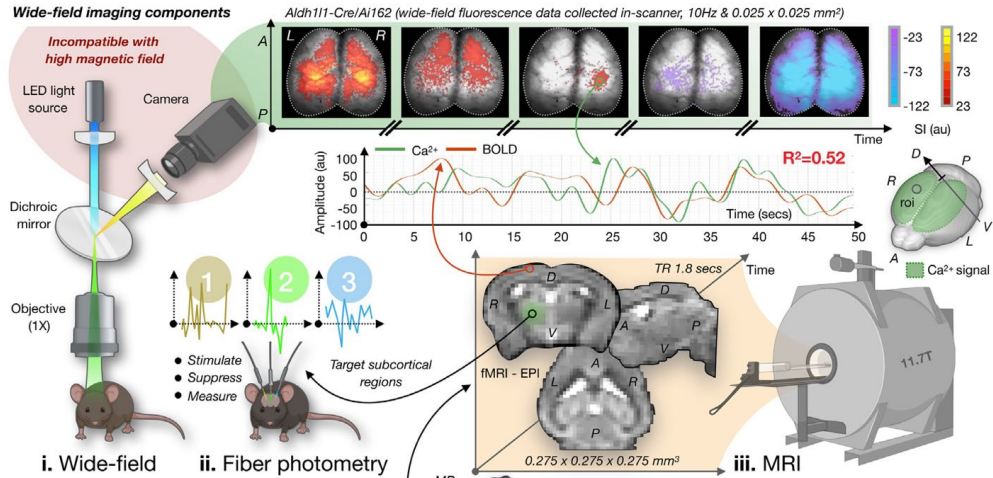 Wide-field imaging components
Aldh1l1-Cre/Ai162 (wide-field fluorescence data collected in-scanner, 10Hz & 0.025 x 0.025 mm²)
Incompatible with
high magnetic field
LED light
source
Camera
A
P
L
R
-23
-73
-122
122
73
23
SI (au)
Time
Ca²⁺
BOLD
R²=0.52
Amplitude (au)
100
50
0
-50
-100
0
5
10
15
20
25
30
35
40
45
50
Time (secs)
D
P
R
roi
V
L
A
Ca²⁺ signal
Dichroic
mirror
Objective
(1X)
1
2
3
Stimulate
Suppress
Measure
Target subcortical
regions
TR 1.8 secs
Time
D
R
L
V
D
A
P
V
fMRI - EPI
A
L
R
P
0.275 x 0.275 x 0.275 mm³
11.7T
i. Wide-field
ii. Fiber photometry
iii. MRI